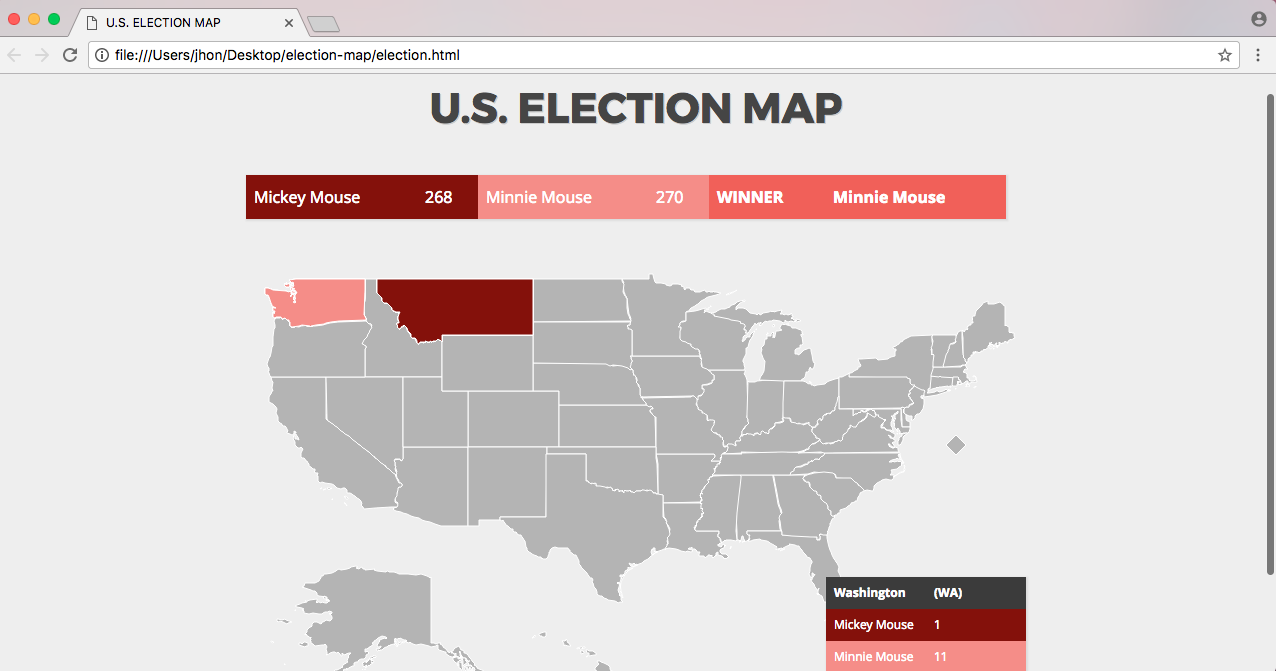 U.S. ELECTION MAP
file:///Users/jhon/Desktop/election-map/election.html
U.S. ELECTION MAP
Mickey Mouse 268 Minnie Mouse 270 WINNER Minnie Mouse
Washington (WA)
Mickey Mouse 1
Minnie Mouse 11